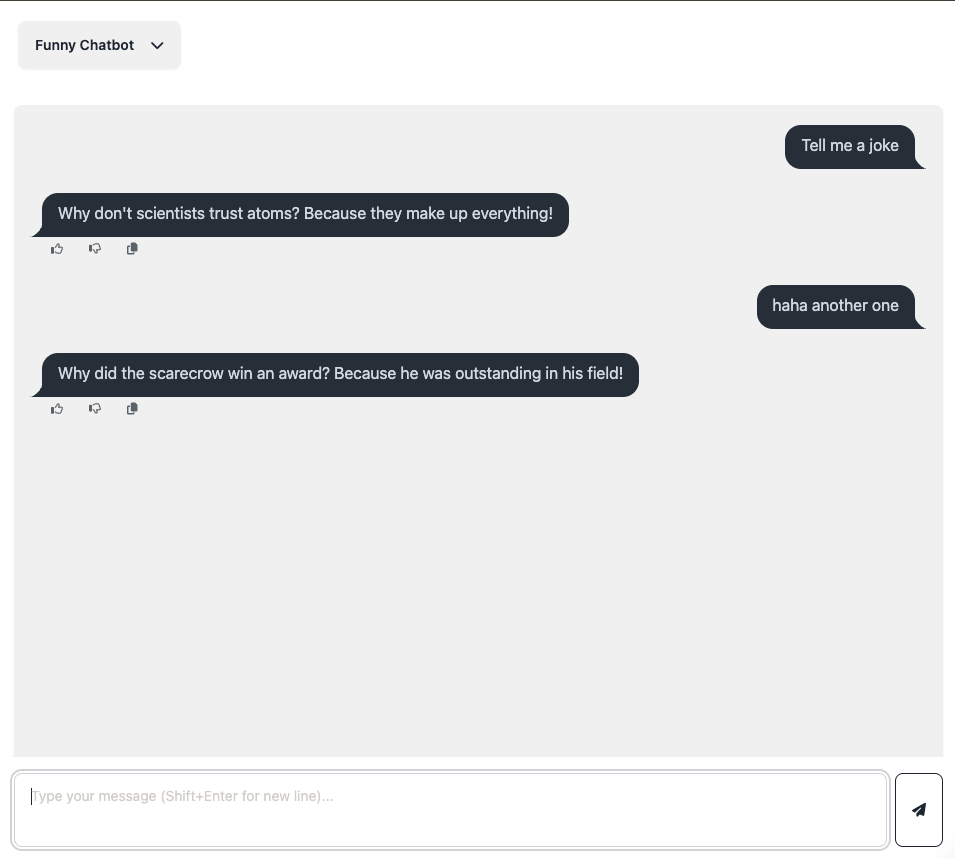 Funny Chatbot
Tell me a joke
Why don't scientists trust atoms? Because they make up everything!
haha another one
Why did the scarecrow win an award? Because he was outstanding in his field!
Type your message (Shift+Enter for new line)...